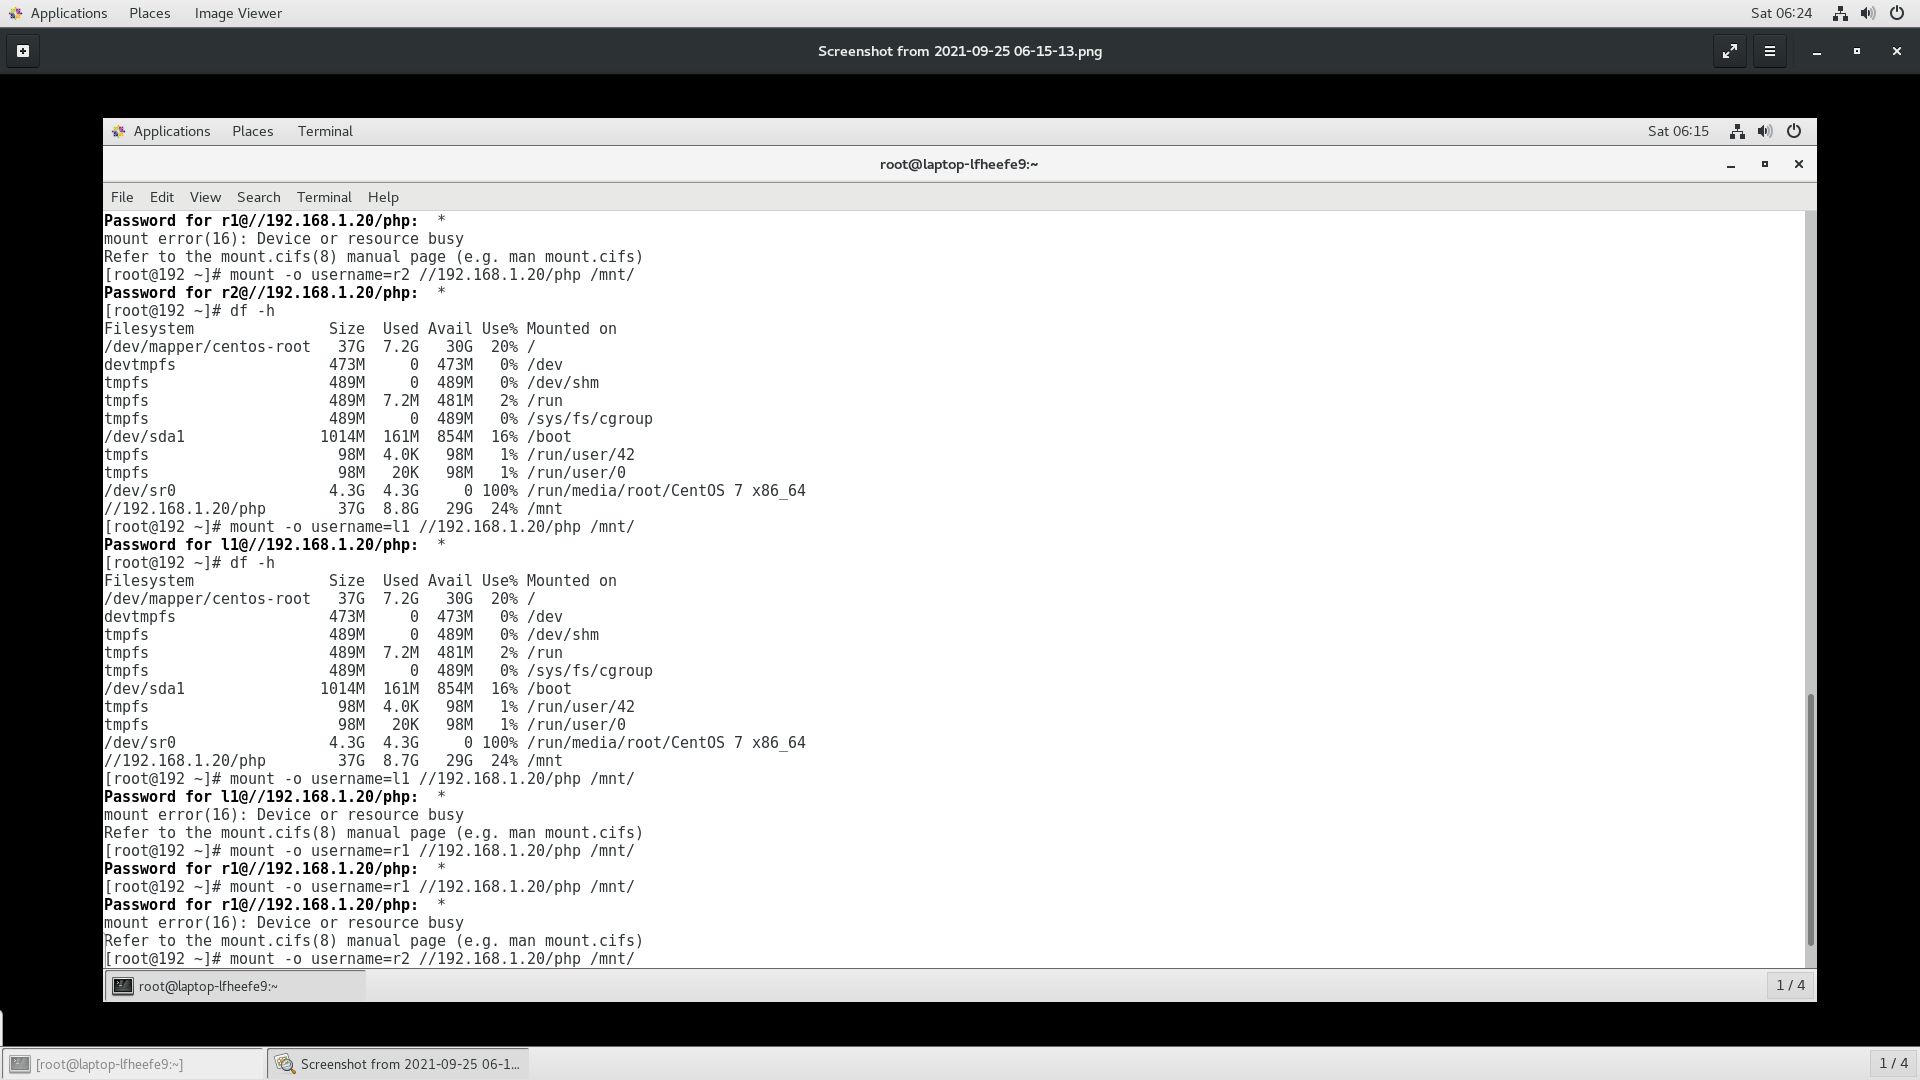 Applications Places Image Viewer Sat 06:24
Screenshot from 2021-09-25 06-15-13.png
Applications Places Terminal Sat 06:15
root@laptop-lfheefe9:~
File Edit View Search Terminal Help
Password for r1@//192.168.1.20/php:  *
mount error(16): Device or resource busy
Refer to the mount.cifs(8) manual page (e.g. man mount.cifs)
[root@192 ~]# mount -o username=r2 //192.168.1.20/php /mnt/
Password for r2@//192.168.1.20/php:  *
[root@192 ~]# df -h
Filesystem               Size  Used Avail Use% Mounted on
/dev/mapper/centos-root   37G  7.2G   30G  20% /
devtmpfs                 473M     0  473M   0% /dev
tmpfs                    489M     0  489M   0% /dev/shm
tmpfs                    489M  7.2M  481M   2% /run
tmpfs                    489M     0  489M   0% /sys/fs/cgroup
/dev/sda1               1014M  161M  854M  16% /boot
tmpfs                     98M  4.0K   98M   1% /run/user/42
tmpfs                     98M   20K   98M   1% /run/user/0
/dev/sr0                 4.3G  4.3G     0 100% /run/media/root/CentOS 7 x86_64
//192.168.1.20/php        37G  8.8G   29G  24% /mnt
[root@192 ~]# mount -o username=l1 //192.168.1.20/php /mnt/
Password for l1@//192.168.1.20/php:  *
[root@192 ~]# df -h
Filesystem               Size  Used Avail Use% Mounted on
/dev/mapper/centos-root   37G  7.2G   30G  20% /
devtmpfs                 473M     0  473M   0% /dev
tmpfs                    489M     0  489M   0% /dev/shm
tmpfs                    489M  7.2M  481M   2% /run
tmpfs                    489M     0  489M   0% /sys/fs/cgroup
/dev/sda1               1014M  161M  854M  16% /boot
tmpfs                     98M  4.0K   98M   1% /run/user/42
tmpfs                     98M   20K   98M   1% /run/user/0
/dev/sr0                 4.3G  4.3G     0 100% /run/media/root/CentOS 7 x86_64
//192.168.1.20/php        37G  8.7G   29G  24% /mnt
[root@192 ~]# mount -o username=l1 //192.168.1.20/php /mnt/
Password for l1@//192.168.1.20/php:  *
mount error(16): Device or resource busy
Refer to the mount.cifs(8) manual page (e.g. man mount.cifs)
[root@192 ~]# mount -o username=r1 //192.168.1.20/php /mnt/
Password for r1@//192.168.1.20/php:  *
[root@192 ~]# mount -o username=r1 //192.168.1.20/php /mnt/
Password for r1@//192.168.1.20/php:  *
mount error(16): Device or resource busy
Refer to the mount.cifs(8) manual page (e.g. man mount.cifs)
[root@192 ~]# mount -o username=r2 //192.168.1.20/php /mnt/
root@laptop-lfheefe9:~ 1 / 4
[root@laptop-lfheefe9:~] Screenshot from 2021-09-25 06-1... 1 / 4